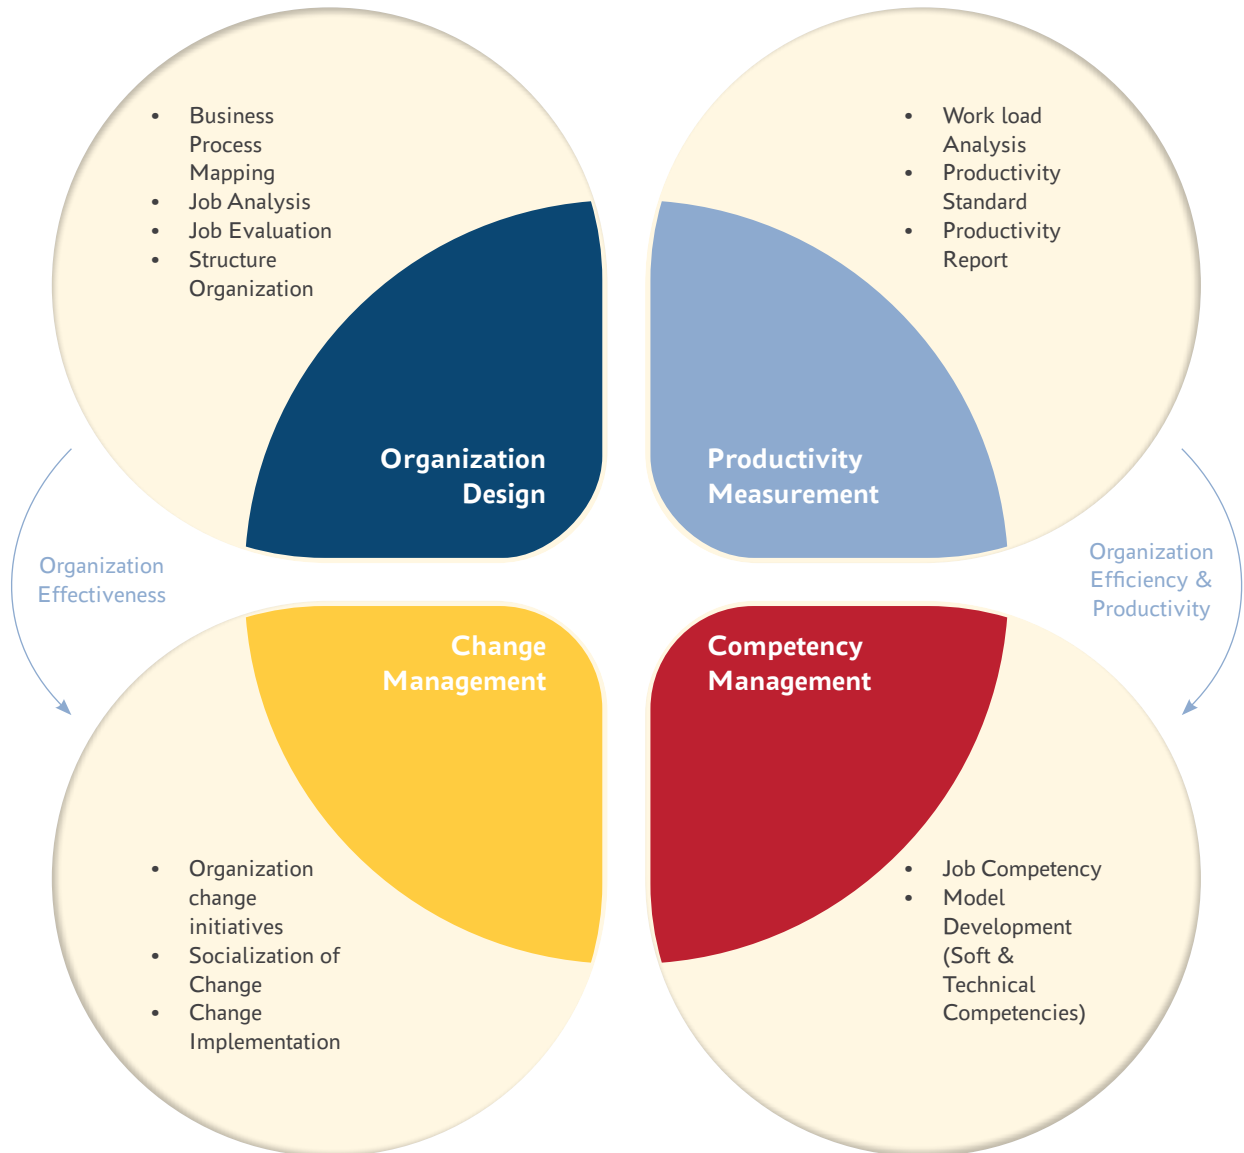 • Business
Process
Mapping
• Job Analysis
• Job Evaluation
• Structure
Organization
Organization
Design
• Work load
Analysis
• Productivity
Standard
• Productivity
Report
Productivity
Measurement
Organization
Effectiveness
Organization
Efficiency &
Productivity
Change
Management
• Organization
change
initiatives
• Socialization of
Change
• Change
Implementation
Competency
Management
• Job Competency
• Model
Development
(Soft &
Technical
Competencies)